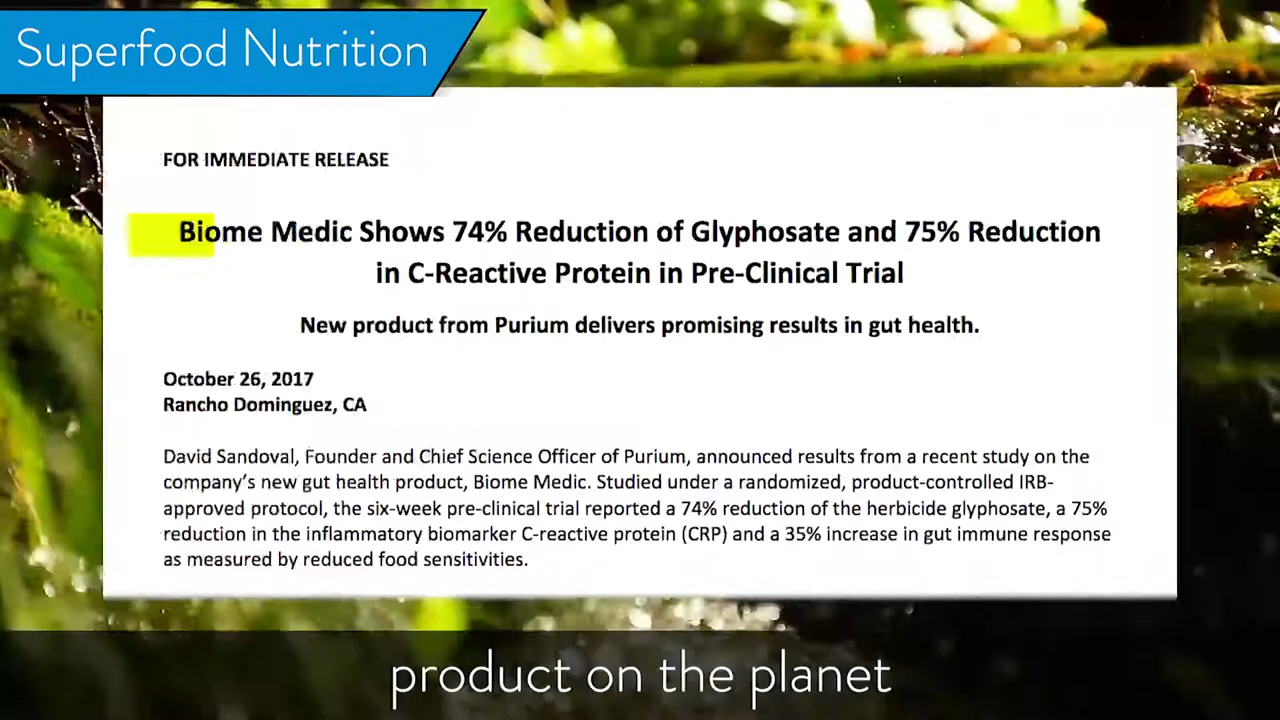 Superfood Nutrition
FOR IMMEDIATE RELEASE
Biome Medic Shows 74% Reduction of Glyphosate and 75% Reduction
in C-Reactive Protein in Pre-Clinical Trial
New product from Purium delivers promising results in gut health.
October 26, 2017
Rancho Dominguez, CA
David Sandoval, Founder and Chief Science Officer of Purium, announced results from a recent study on the
company's new gut health product, Biome Medic. Studied under a randomized, product-controlled IRB-
approved protocol, the six-week pre-clinical trial reported a 74% reduction of the herbicide glyphosate, a 75%
reduction in the inflammatory biomarker C-reactive protein (CRP) and a 35% increase in gut immune response
as measured by reduced food sensitivities.
product on the planet